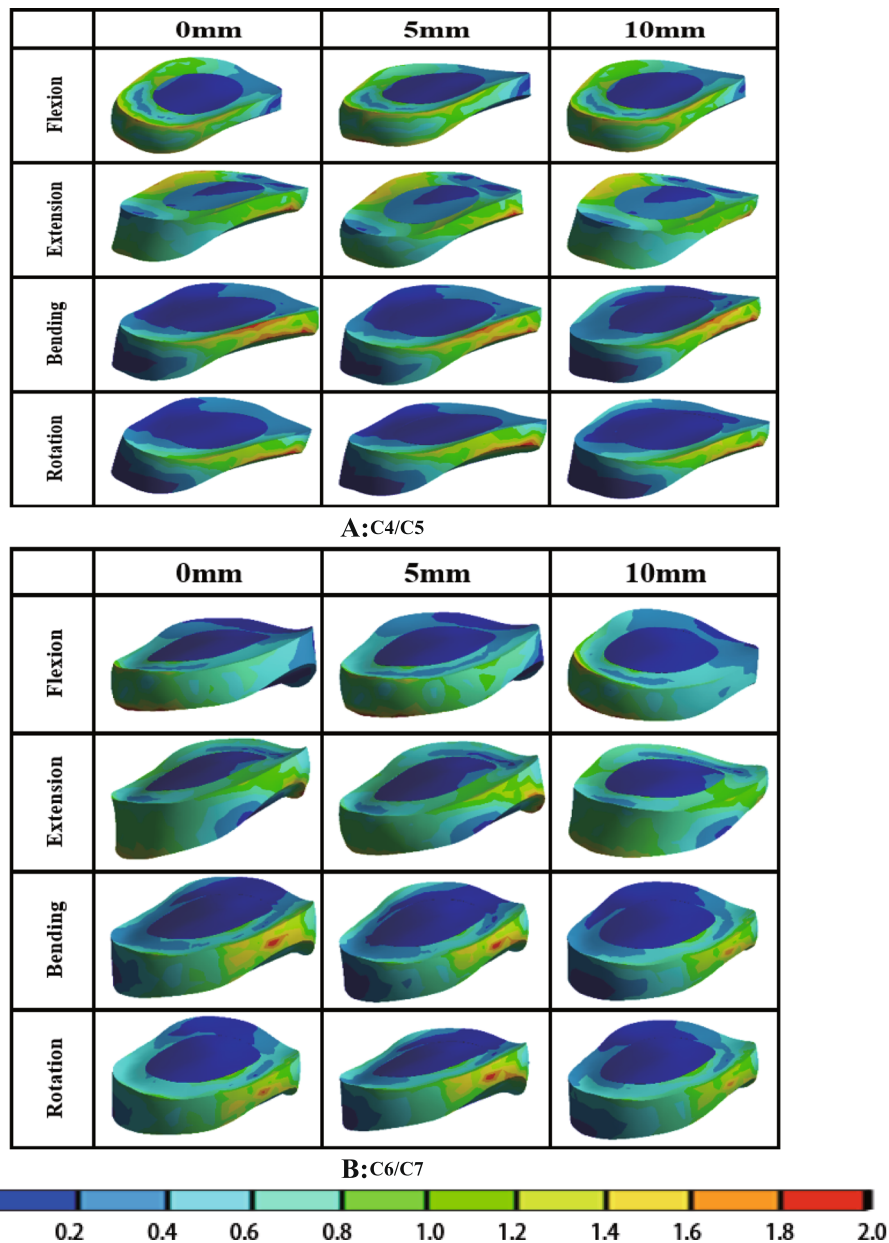 0mm 5mm 10mm
Flexion
Extension
Bending
Rotation
A:C4/C5
0mm 5mm 10mm
Flexion
Extension
Bending
Rotation
B:C6/C7
0.2 0.4 0.6 0.8 1.0 1.2 1.4 1.6 1.8 2.0